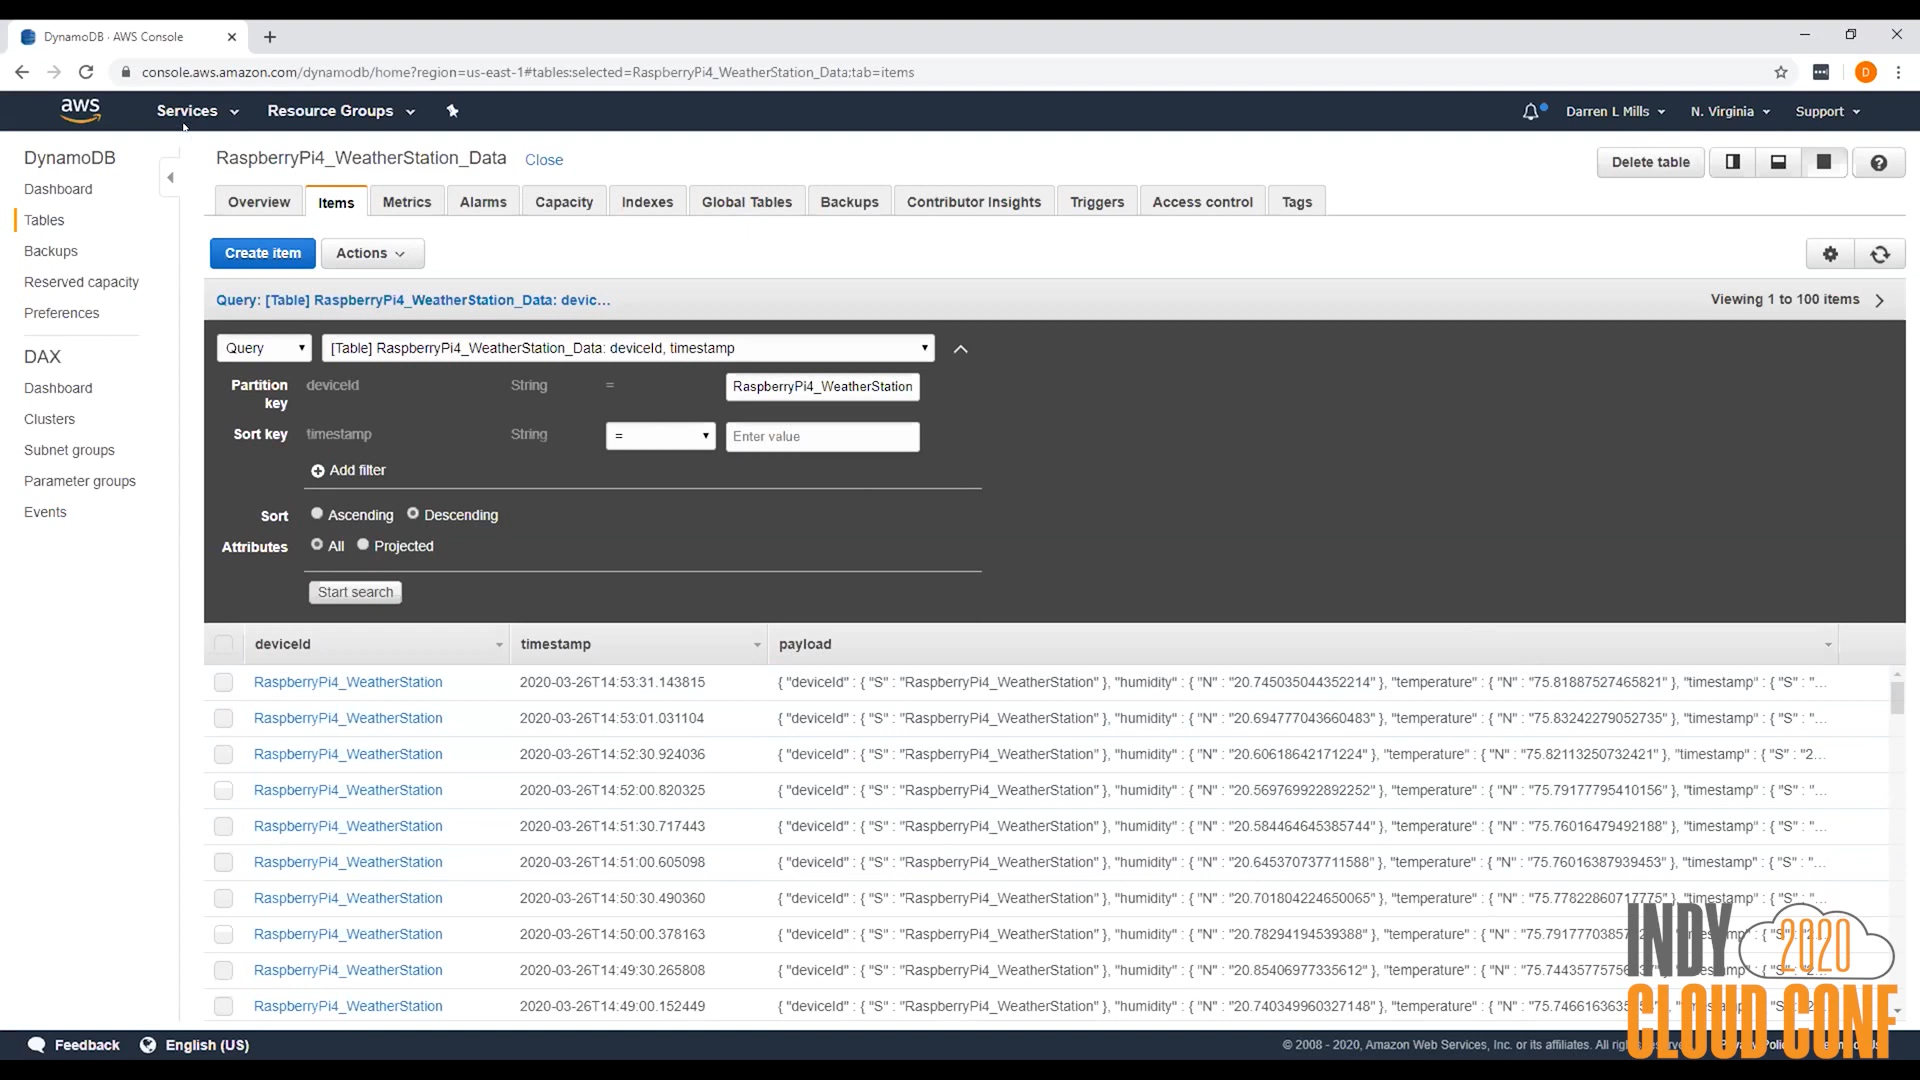 DynamoDB · AWS Console
console.aws.amazon.com/dynamodb/home?region=us-east-1#tables:selected=RaspberryPi4_WeatherStation_Data;tab=items
D
aws Services Resource Groups Darren L Mills N. Virginia Support
DynamoDB
Dashboard
Tables
Backups
Reserved capacity
Preferences
DAX
Dashboard
Clusters
Subnet groups
Parameter groups
Events
RaspberryPi4_WeatherStation_Data Close Delete table
Overview Items Metrics Alarms Capacity Indexes Global Tables Backups Contributor Insights Triggers Access control Tags
Create item Actions
Query: [Table] RaspberryPi4_WeatherStation_Data: devic... Viewing 1 to 100 items
Query [Table] RaspberryPi4_WeatherStation_Data: deviceId, timestamp
Partition key deviceId String = RaspberryPi4_WeatherStation
Sort key timestamp String = Enter value
Add filter
Sort Ascending Descending
Attributes All Projected
Start search
deviceId timestamp payload
RaspberryPi4_WeatherStation 2020-03-26T14:53:31.143815 { "deviceId" : { "S" : "RaspberryPi4_WeatherStation" }, "humidity" : { "N" : "20.745035044352214" }, "temperature" : { "N" : "75.81887527465821" }, "timestamp" : { "S" : "...
RaspberryPi4_WeatherStation 2020-03-26T14:53:01.031104 { "deviceId" : { "S" : "RaspberryPi4_WeatherStation" }, "humidity" : { "N" : "20.694777043660483" }, "temperature" : { "N" : "75.83242279052735" }, "timestamp" : { "S" : "...
RaspberryPi4_WeatherStation 2020-03-26T14:52:30.924036 { "deviceId" : { "S" : "RaspberryPi4_WeatherStation" }, "humidity" : { "N" : "20.60618642171224" }, "temperature" : { "N" : "75.82113250732421" }, "timestamp" : { "S" : "2...
RaspberryPi4_WeatherStation 2020-03-26T14:52:00.820325 { "deviceId" : { "S" : "RaspberryPi4_WeatherStation" }, "humidity" : { "N" : "20.569769922892252" }, "temperature" : { "N" : "75.79177795410156" }, "timestamp" : { "S" : "...
RaspberryPi4_WeatherStation 2020-03-26T14:51:30.717443 { "deviceId" : { "S" : "RaspberryPi4_WeatherStation" }, "humidity" : { "N" : "20.584464645385744" }, "temperature" : { "N" : "75.76016479492188" }, "timestamp" : { "S" : "...
RaspberryPi4_WeatherStation 2020-03-26T14:51:00.605098 { "deviceId" : { "S" : "RaspberryPi4_WeatherStation" }, "humidity" : { "N" : "20.645370737711588" }, "temperature" : { "N" : "75.76016387939453" }, "timestamp" : { "S" : "...
RaspberryPi4_WeatherStation 2020-03-26T14:50:30.490360 { "deviceId" : { "S" : "RaspberryPi4_WeatherStation" }, "humidity" : { "N" : "20.701804224650065" }, "temperature" : { "N" : "75.77822860717775" }, "timestamp" : { "S" : "...
RaspberryPi4_WeatherStation 2020-03-26T14:50:00.378163 { "deviceId" : { "S" : "RaspberryPi4_WeatherStation" }, "humidity" : { "N" : "20.78294194539388" }, "temperature" : { "N" :
RaspberryPi4_WeatherStation 2020-03-26T14:49:30.265808 { "deviceId" : { "S" : "RaspberryPi4_WeatherStation" }, "humidity" : { "N" : "20.85406977335612" }, "temperature" : { "N" :
RaspberryPi4_WeatherStation 2020-03-26T14:49:00.152449 { "deviceId" : { "S" : "RaspberryPi4_WeatherStation" }, "humidity" : { "N" : "20.740349960327148" }, "temperature" : { "N" :
INDY 2020
CLOUD CONF
Feedback English (US) © 2008 - 2020, Amazon Web Services, Inc. or its affiliates. All